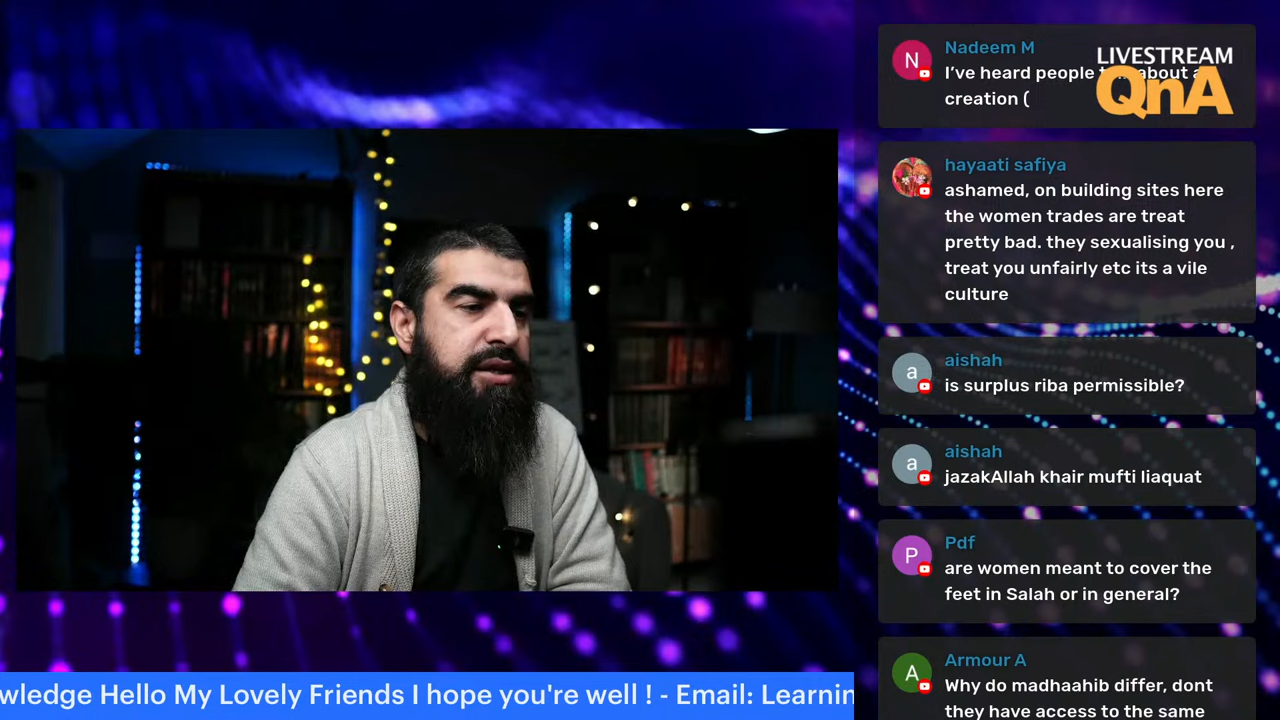 Nadeem M
I’ve heard people about a
creation (
LIVESTREAM
QnA
hayaati safiya
ashamed, on building sites here
the women trades are treat
pretty bad. they sexualising you ,
treat you unfairly etc its a vile
culture
aishah
is surplus riba permissible?
aishah
jazakAllah khair mufti liaquat
Pdf
are women meant to cover the
feet in Salah or in general?
Armour A
Why do madhaahib differ, dont
they have access to the same
wledge Hello My Lovely Friends I hope you're well ! - Email: Learnin